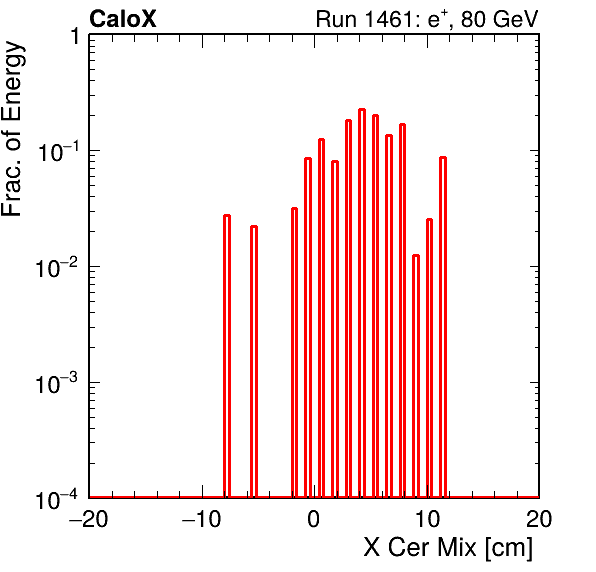 CaloX Run 1461: e⁺, 80 GeV
Frac. of Energy
1
10⁻¹
10⁻²
10⁻³
10⁻⁴
−20 −10 0 10 20
X Cer Mix [cm]